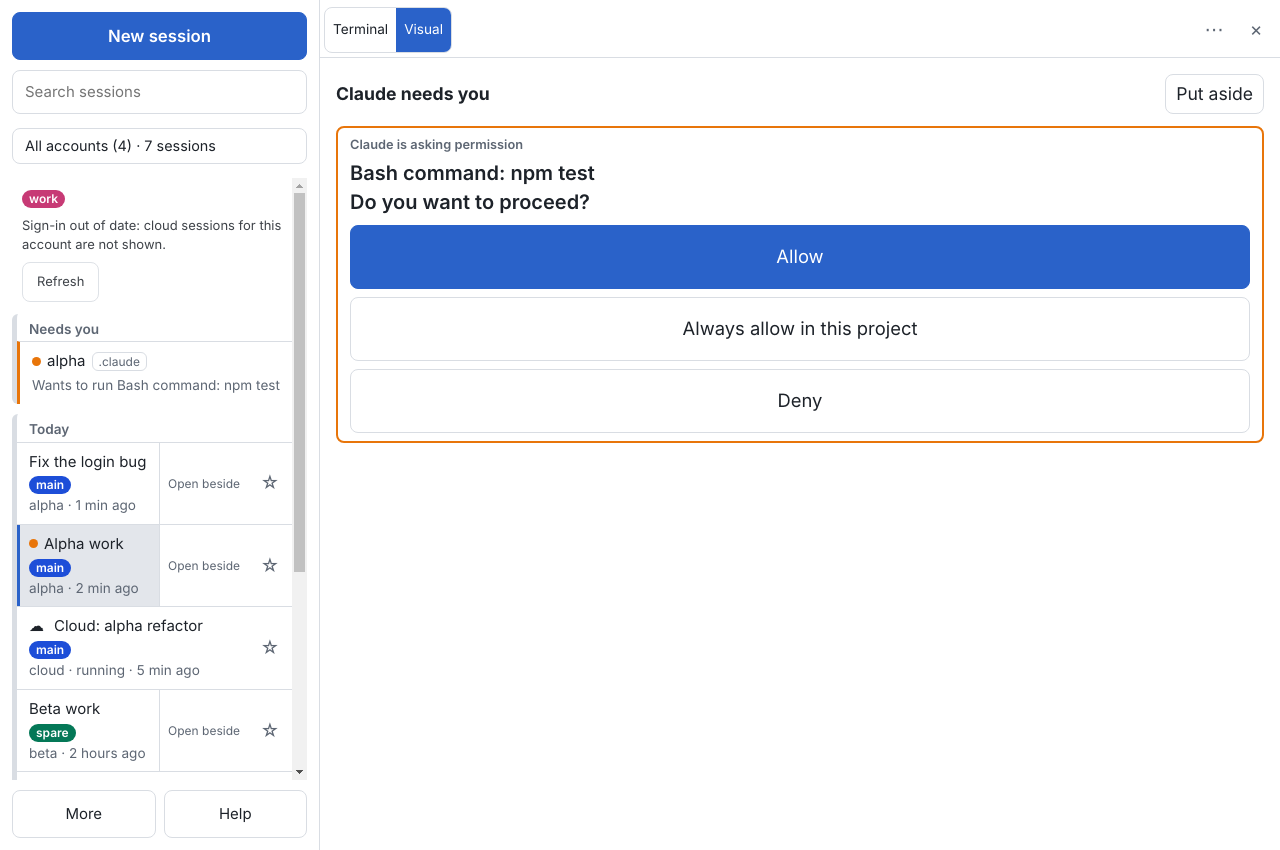 New session
Search sessions
All accounts (4) · 7 sessions
work
Sign-in out of date: cloud sessions for this
account are not shown.
Refresh
Needs you
alpha .claude
Wants to run Bash command: npm test
Today
Fix the login bug
main
alpha · 1 min ago
Open beside
Alpha work
main
alpha · 2 min ago
Open beside
Cloud: alpha refactor
main
cloud · running · 5 min ago
Beta work
spare
beta · 2 hours ago
Open beside
More
Help
Terminal
Visual
Claude needs you
Put aside
Claude is asking permission
Bash command: npm test
Do you want to proceed?
Allow
Always allow in this project
Deny